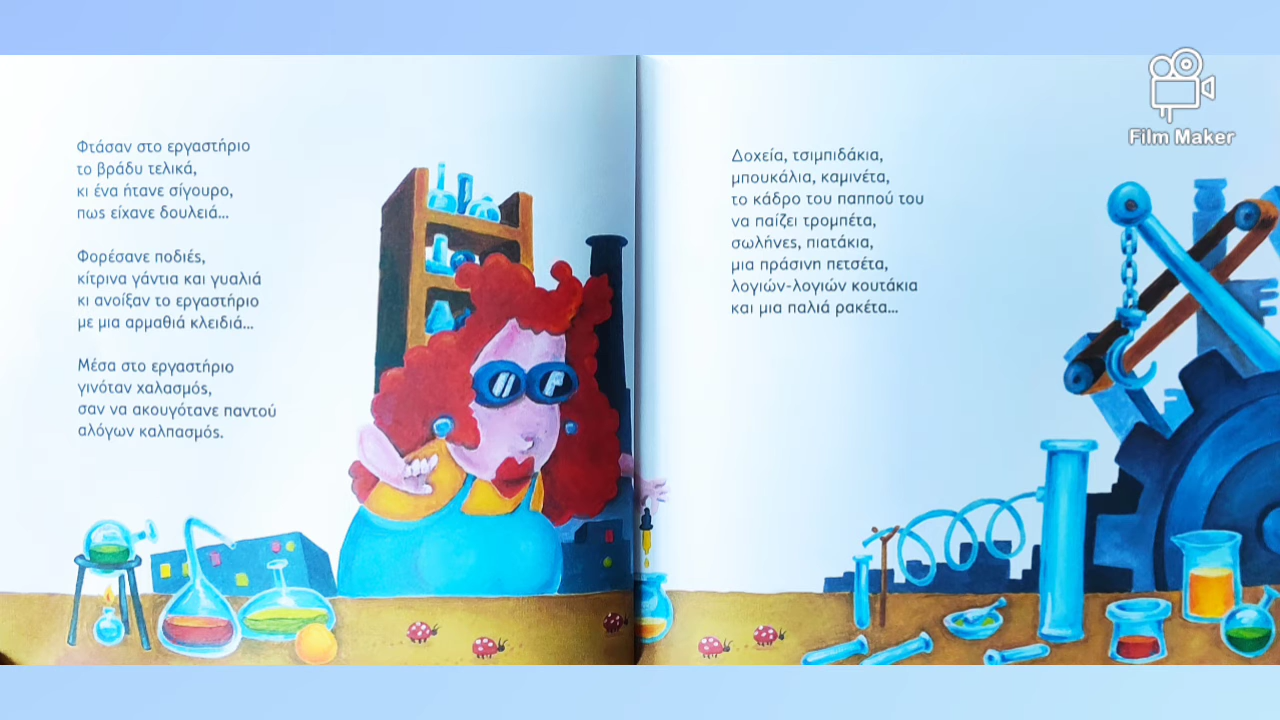 Φτάσαν στο εργαστήριο
το βράδυ τελικά,
κι ένα ήτανε σίγουρο,
πως είχανε δουλειά...
Φορέσανε ποδιές,
κίτρινα γάντια και γυαλιά
κι ανοίξαν το εργαστήριο
με μια αρμαθιά κλειδιά...
Μέσα στο εργαστήριο
γινόταν χαλασμός,
σαν να ακουγότανε παντού
αλόγων καλπασμός.
Δοχεία, τσιμπιδάκια,
μπουκάλια, καμινέτα,
το κάδρο του παππού του
να παίζει τρομπέτα,
σωλήνες, πιατάκια,
μια πράσινη πετσέτα,
λογιών-λογιών κουτάκια
και μια παλιά ρακέτα...
Film Maker